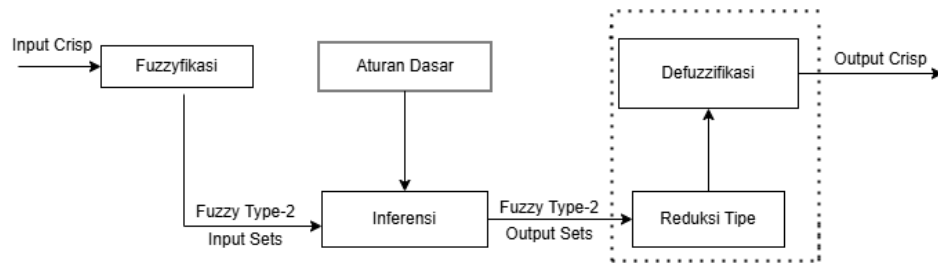 Input Crisp
Fuzzyfikasi
Aturan Dasar
Defuzzifikasi
Output Crisp
Fuzzy Type-2
Input Sets
Inferensi
Fuzzy Type-2
Output Sets
Reduksi Tipe